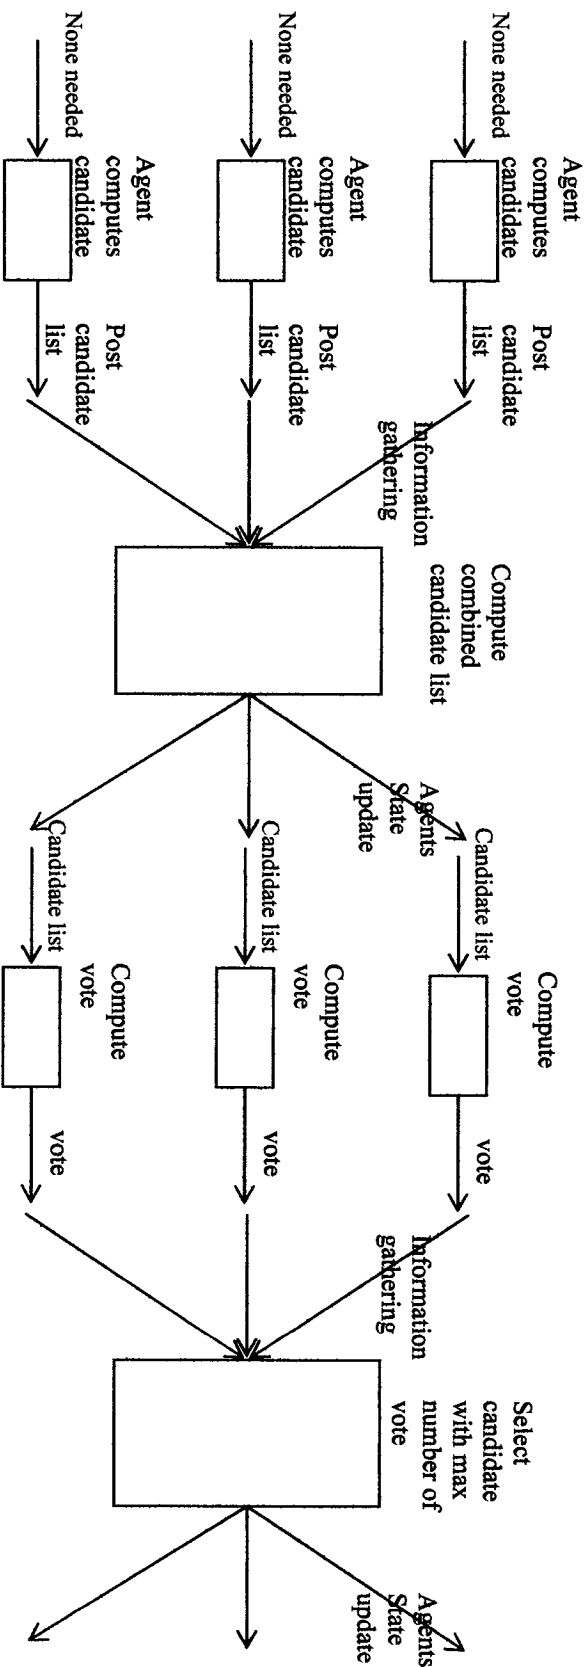 None needed
Agent
computes
candidate
Post
candidate
list
None needed
Agent
computes
candidate
Post
candidate
list
None needed
Agent
computes
candidate
Post
candidate
list
Information
gathering
Compute
combined
candidate list
Agents
State
update
Candidate list
Compute
vote
vote
Candidate list
Compute
vote
vote
Candidate list
Compute
vote
vote
Information
gathering
Select
candidate
with max
number of
vote
Agents
State
update